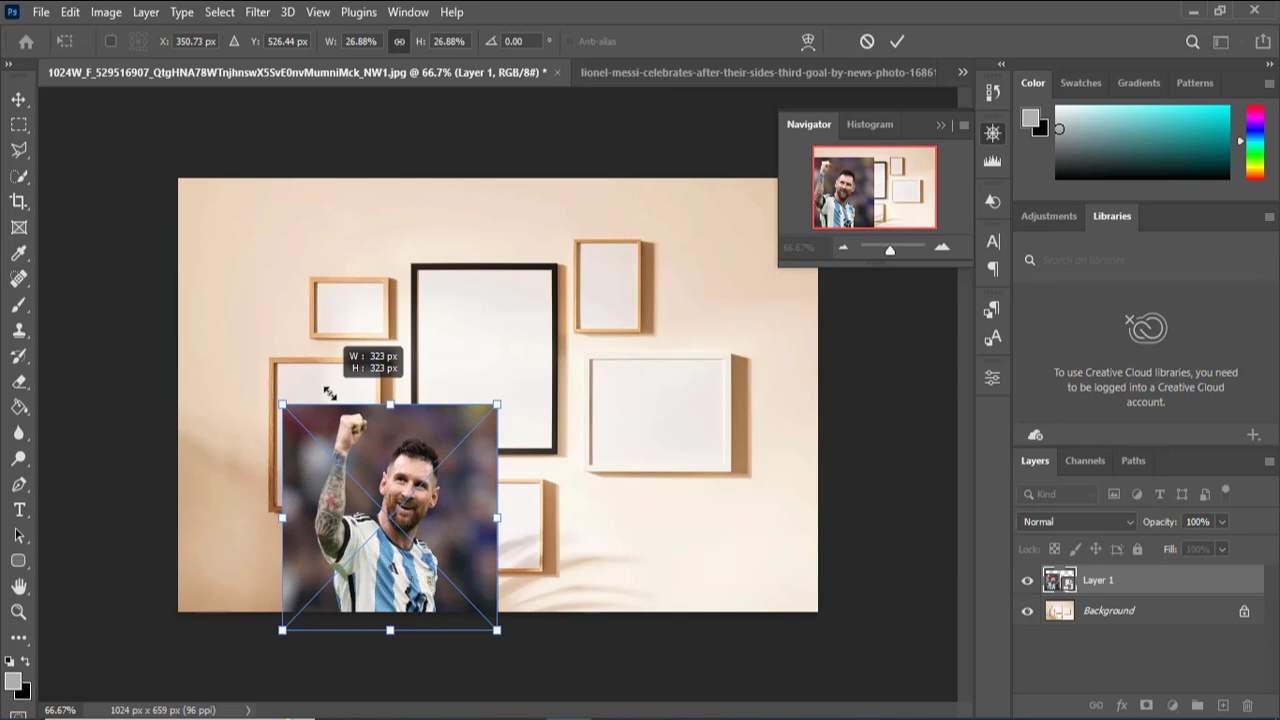 Ps File Edit Image Layer Type Select Filter 3D View Plugins Window Help
X: 350.73 px Y: 526.44 px W: 26.88% H: 26.88% 0.00 ° Anti-alias
1024W_F_529516907_QtgHNA78WTnjhnswX5SvE0nvMumniMck_NW1.jpg @ 66.7% (Layer 1, RGB/8#) * × lionel-messi-celebrates-after-their-sides-third-goal-by-news-photo-16861
Color Swatches Gradients Patterns
Navigator Histogram
Adjustments Libraries
66.67%
Search all libraries
W : 323 px
H : 323 px
To use Creative Cloud libraries, you need
to be logged into a Creative Cloud
account.
Layers Channels Paths
Kind
Normal Opacity: 100%
Lock: Fill: 100%
Layer 1
Background
66.67% 1024 px x 659 px (96 ppi)